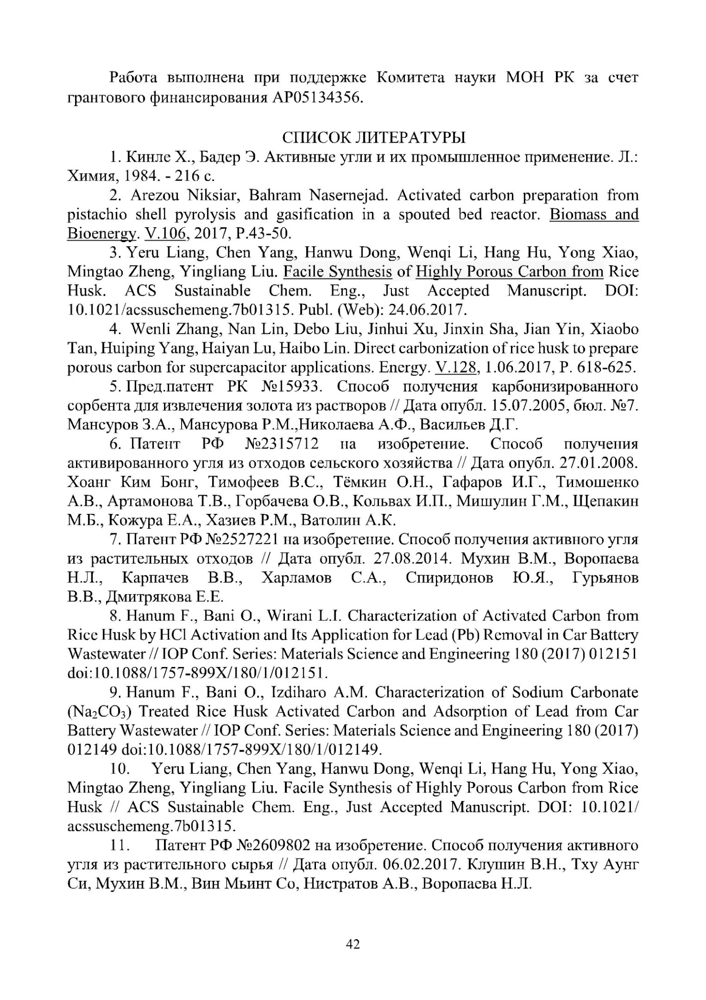 Работа выполнена при поддержке Комитета науки МОН РК за счет
грантового финансирования АР05134356.
СПИСОК ЛИТЕРАТУРЫ
1. Кинле Х., Бадер Э. Активные угли и их промышленное применение. Л.:
Химия, 1984. - 216 с.
2. Arezou Niksiar, Bahram Nasernejad. Activated carbon preparation from
pistachio shell pyrolysis and gasification in a spouted bed reactor. Biomass and
Bioenergy. V.106, 2017, P.43-50.
3. Yeru Liang, Chen Yang, Hanwu Dong, Wenqi Li, Hang Hu, Yong Xiao,
Mingtao Zheng, Yingliang Liu. Facile Synthesis of Highly Porous Carbon from Rice
Husk. ACS Sustainable Chem. Eng., Just Accepted Manuscript. DOI:
10.1021/acssuschemeng.7b01315. Publ. (Web): 24.06.2017.
4. Wenli Zhang, Nan Lin, Debo Liu, Jinhui Xu, Jinxin Sha, Jian Yin, Xiaobo
Tan, Huiping Yang, Haiyan Lu, Haibo Lin. Direct carbonization of rice husk to prepare
porous carbon for supercapacitor applications. Energy. V.128, 1.06.2017, P. 618-625.
5. Пред.патент РК №15933. Способ получения карбонизированного
сорбента для извлечения золота из растворов // Дата опубл. 15.07.2005, бюл. №7.
Мансуров З.А., Мансурова Р.М.,Николаева А.Ф., Васильев Д.Г.
6. Патент РФ №2315712 на изобретение. Способ получения
активированного угля из отходов сельского хозяйства // Дата опубл. 27.01.2008.
Хоанг Ким Бонг, Тимофеев В.С., Тёмкин О.Н., Гафаров И.Г., Тимошенко
А.В., Артамонова Т.В., Горбачева О.В., Кольвах И.П., Мишулин Г.М., Щепакин
М.Б., Кожура Е.А., Хазиев Р.М., Ватолин А.К.
7. Патент РФ №2527221 на изобретение. Способ получения активного угля
из растительных отходов // Дата опубл. 27.08.2014. Мухин В.М., Воропаева
Н.Л., Карпачев В.В., Харламов С.А., Спиридонов Ю.Я., Гурьянов
В.В., Дмитрякова Е.Е.
8. Hanum F., Bani O., Wirani L.I. Characterization of Activated Carbon from
Rice Husk by HCl Activation and Its Application for Lead (Pb) Removal in Car Battery
Wastewater // IOP Conf. Series: Materials Science and Engineering 180 (2017) 012151
doi:10.1088/1757-899X/180/1/012151.
9. Hanum F., Bani O., Izdiharo A.M. Characterization of Sodium Carbonate
(Na₂CO₃) Treated Rice Husk Activated Carbon and Adsorption of Lead from Car
Battery Wastewater // IOP Conf. Series: Materials Science and Engineering 180 (2017)
012149 doi:10.1088/1757-899X/180/1/012149.
10. Yeru Liang, Chen Yang, Hanwu Dong, Wenqi Li, Hang Hu, Yong Xiao,
Mingtao Zheng, Yingliang Liu. Facile Synthesis of Highly Porous Carbon from Rice
Husk // ACS Sustainable Chem. Eng., Just Accepted Manuscript. DOI: 10.1021/
acssuschemeng.7b01315.
11. Патент РФ №2609802 на изобретение. Способ получения активного
угля из растительного сырья // Дата опубл. 06.02.2017. Клушин В.Н., Тху Аунг
Си, Мухин В.М., Вин Мьинт Со, Нистратов А.В., Воропаева Н.Л.
42